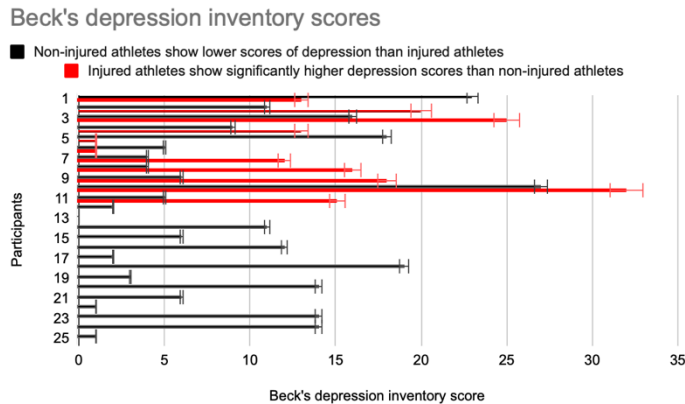 Beck's depression inventory scores
Non-injured athletes show lower scores of depression than injured athletes
Injured athletes show significantly higher depression scores than non-injured athletes
Participants
1
3
5
7
9
11
13
15
17
19
21
23
25
0 5 10 15 20 25 30 35
Beck's depression inventory score